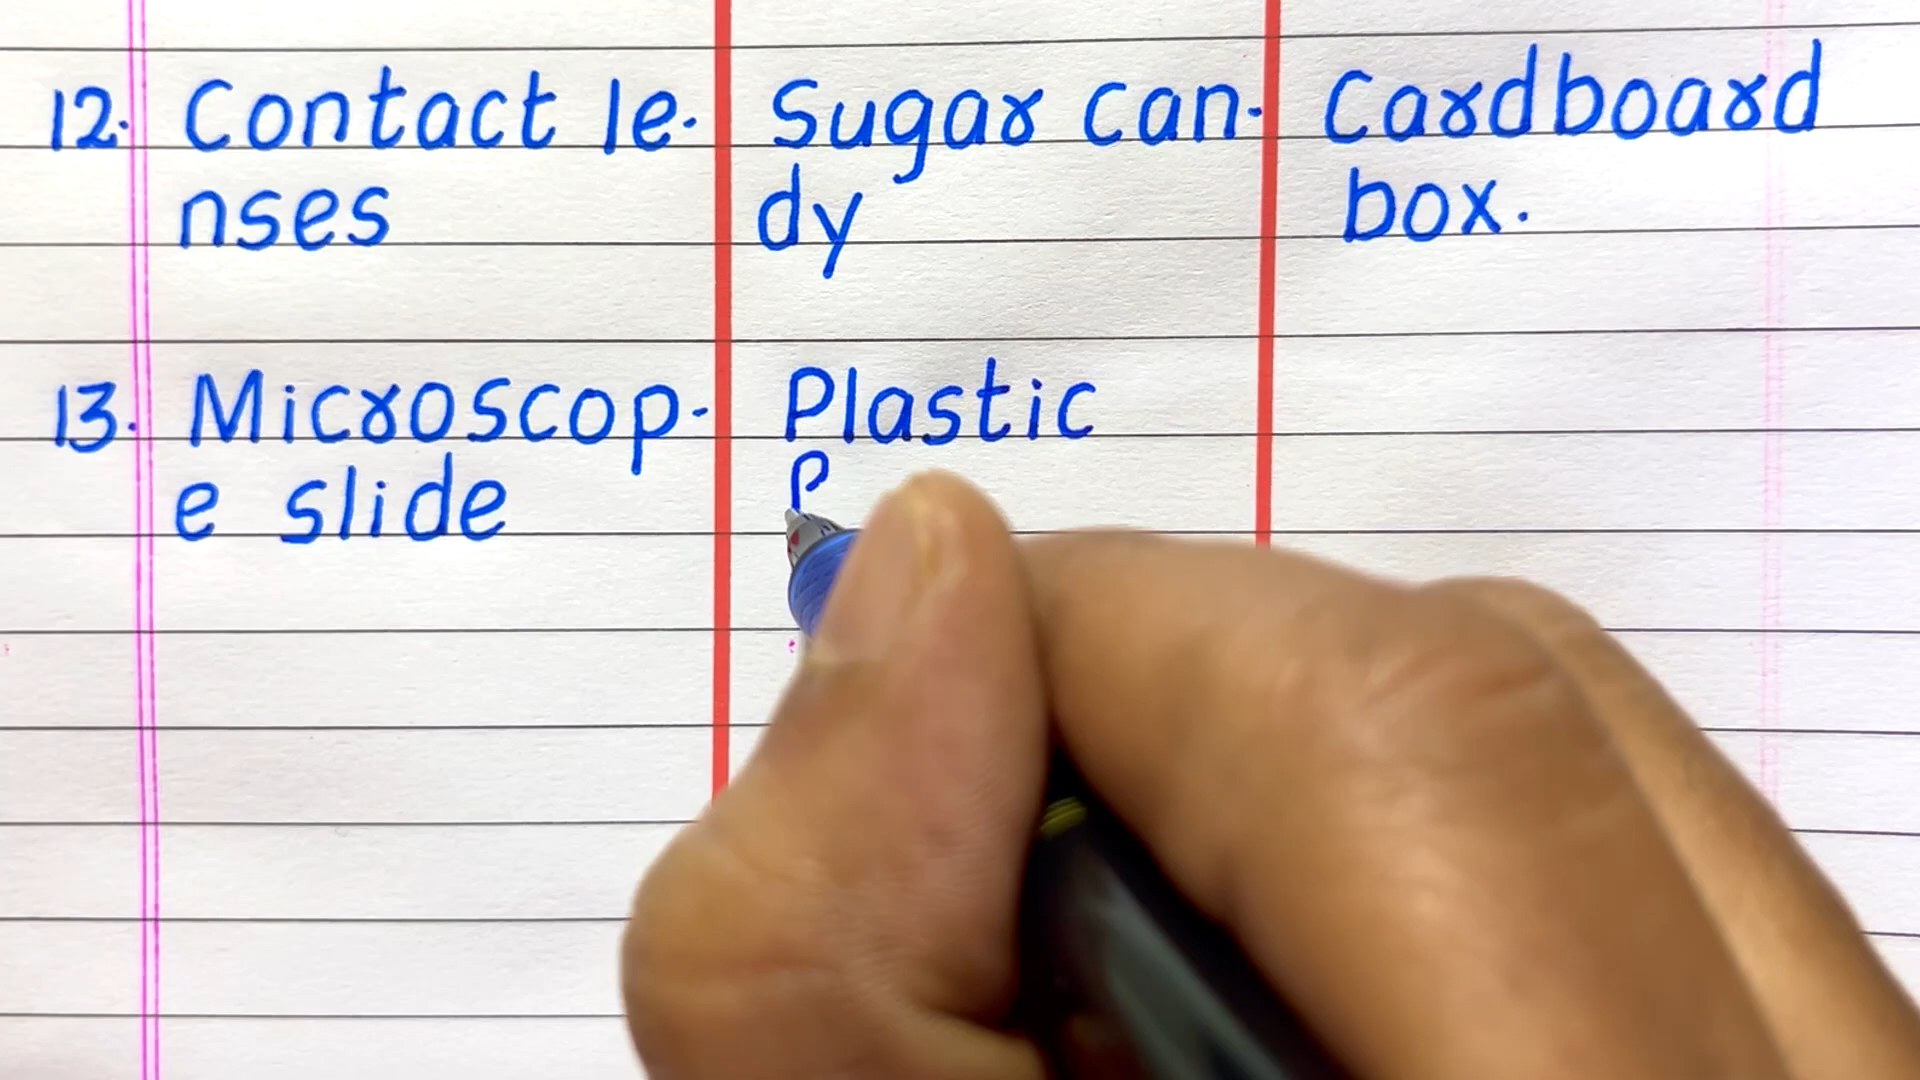 12. Contact le- Sugar can- Cardboard
nses dy box.
13. Microscop- Plastic
e slide P